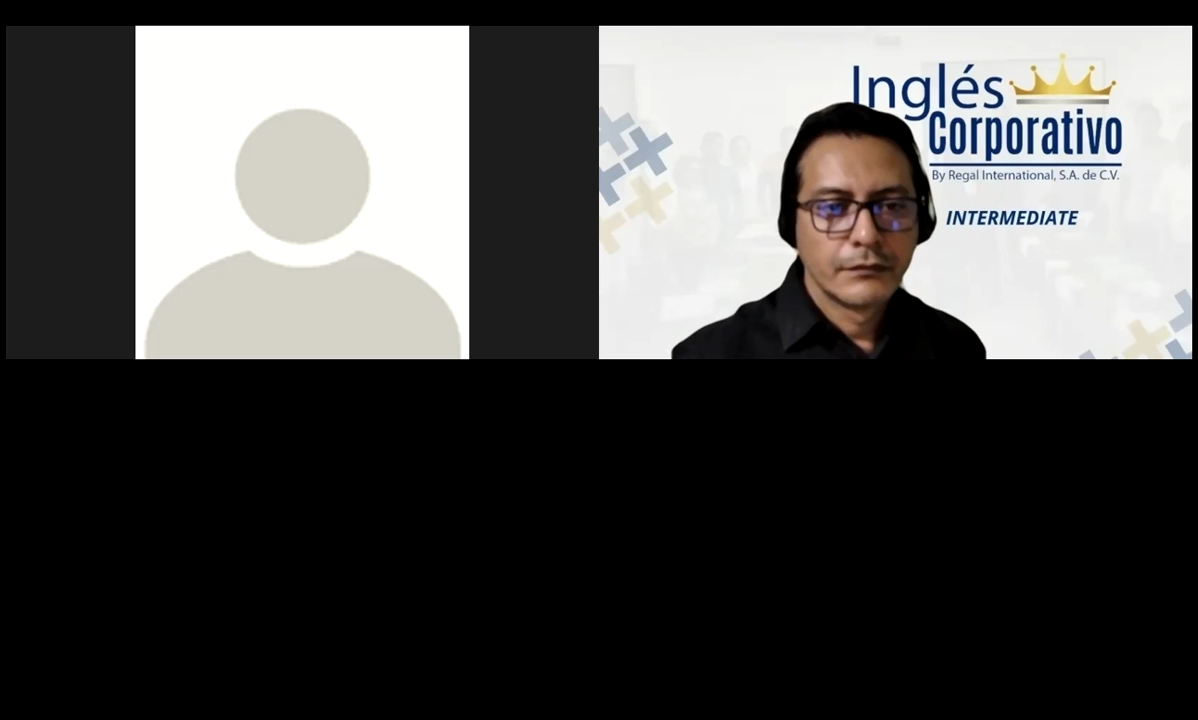 Inglés
Corporativo
By Regal International, S.A. de C.V.
INTERMEDIATE